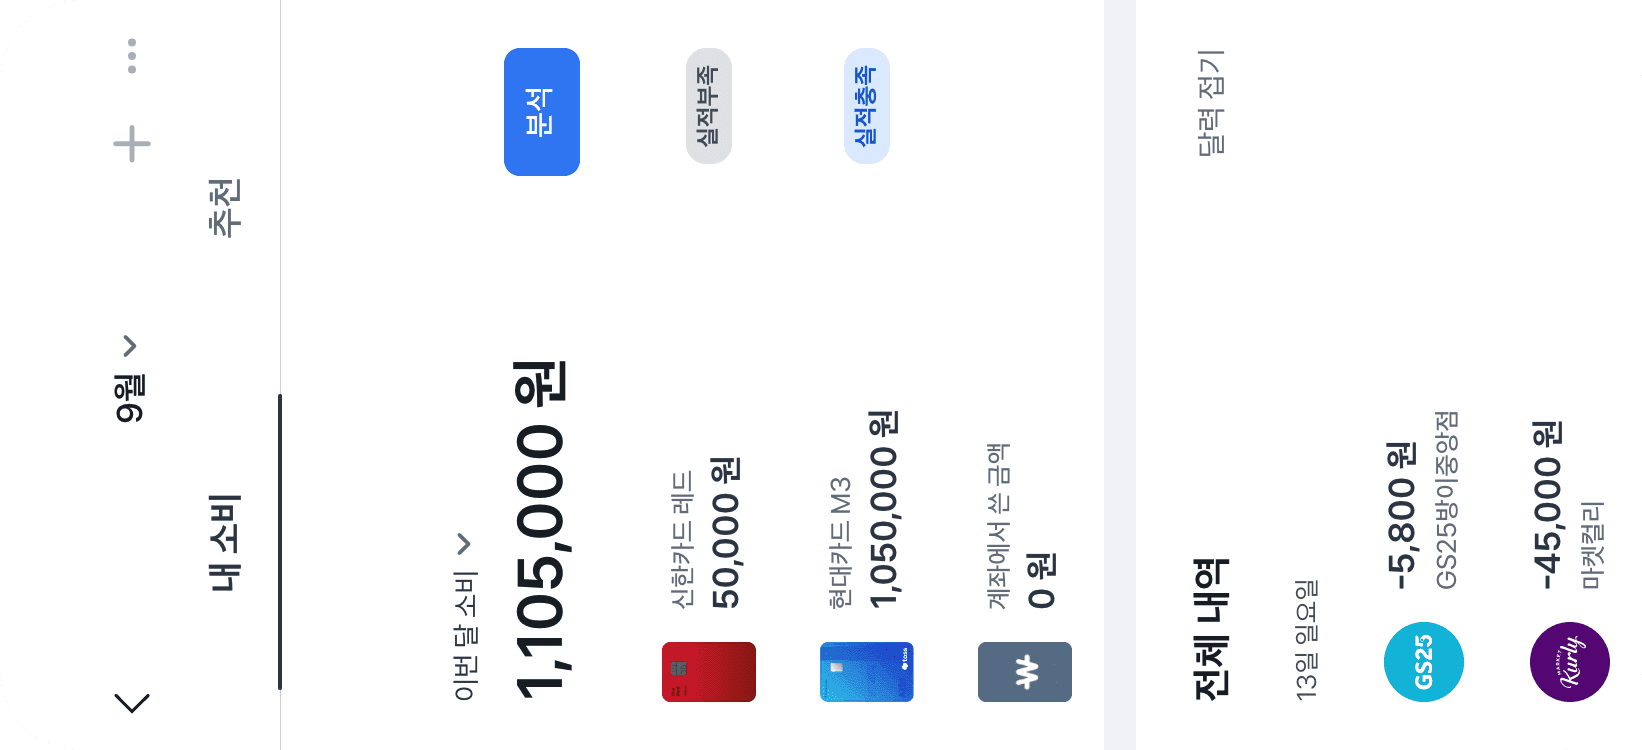 9월
내 소비
추천
이번 달 소비
1,105,000 원
분석
신한카드 레드
50,000 원
실적부족
현대카드 M3
1,050,000 원
실적충족
toss
계좌에서 쓴 금액
0 원
₩
전체 내역
달력 접기
13일 일요일
GS25
-5,800 원
GS25방이중앙점
MARKET
Kurly
-45,000 원
마켓컬리